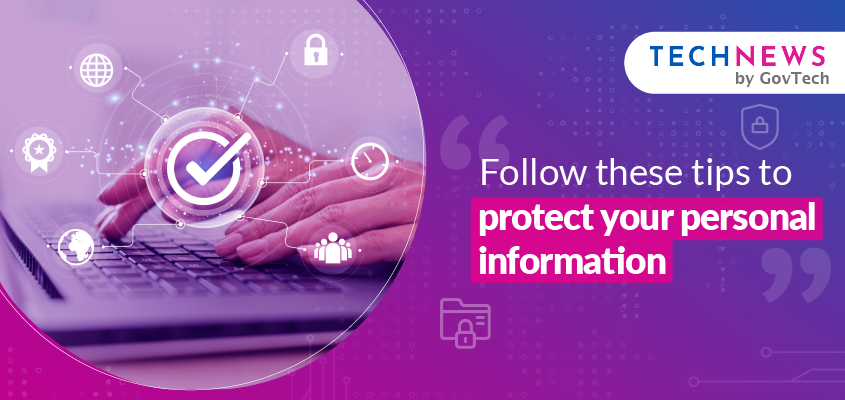 TECHNEWS
by GovTech
Follow these tips to
protect your personal
information